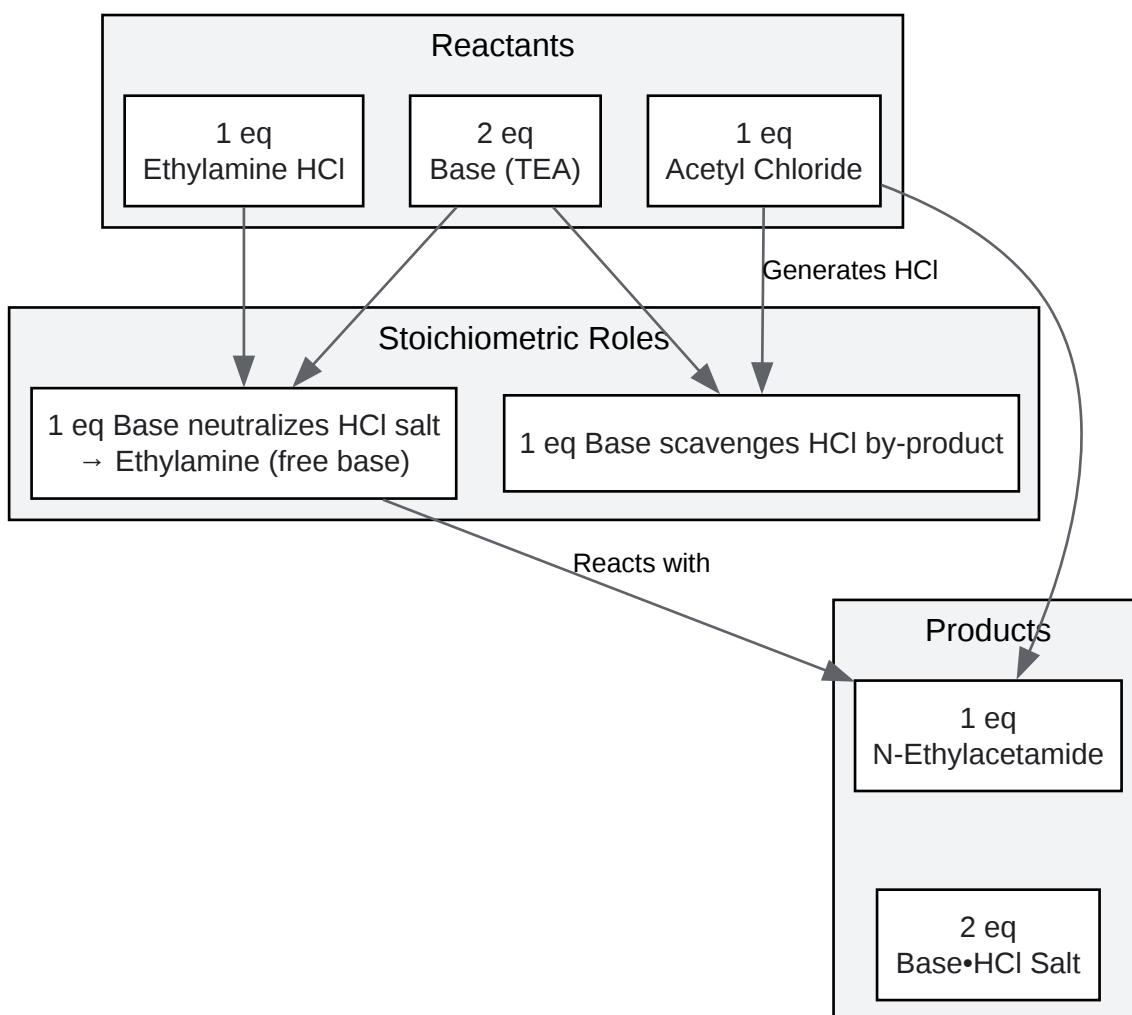 Reactants
1 eq
Ethylamine HCl
2 eq
Base (TEA)
1 eq
Acetyl Chloride
Generates HCl
Stoichiometric Roles
1 eq Base neutralizes HCl salt
→ Ethylamine (free base)
1 eq Base scavenges HCl by-product
Reacts with
Products
1 eq
N-Ethylacetamide
2 eq
Base•HCl Salt